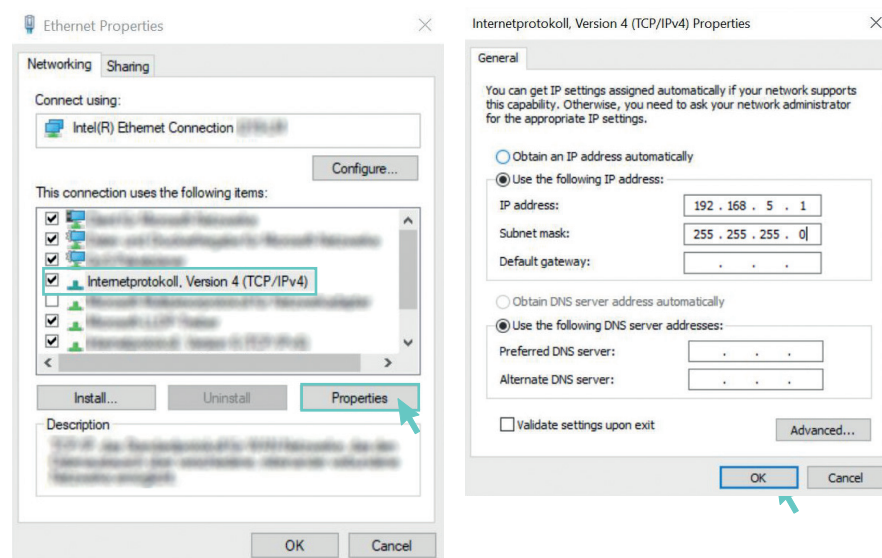 Ethernet Properties
Networking
Sharing
Connect using:
Intel(R) Ethernet Connection
Configure...
This connection uses the following items:
Internetprotokoll, Version 4 (TCP/IPv4)
Install...
Uninstall
Properties
Description
OK
Cancel
Internetprotokoll, Version 4 (TCP/IPv4) Properties
General
You can get IP settings assigned automatically if your network supports
this capability. Otherwise, you need to ask your network administrator
for the appropriate IP settings.
Obtain an IP address automatically
Use the following IP address:
IP address: 192 . 168 . 5 . 1
Subnet mask: 255 . 255 . 255 . 0
Default gateway: . . .
Obtain DNS server address automatically
Use the following DNS server addresses:
Preferred DNS server: . . .
Alternate DNS server: . . .
Validate settings upon exit
Advanced...
OK
Cancel